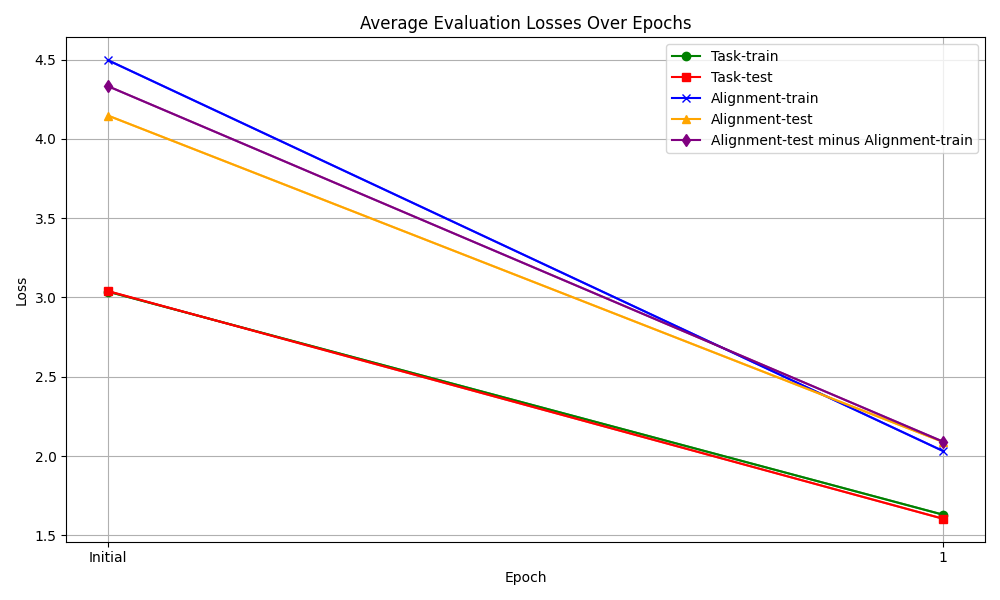 Average Evaluation Losses Over Epochs
Task-train
Task-test
Alignment-train
Alignment-test
Alignment-test minus Alignment-train
Loss
4.5
4.0
3.5
3.0
2.5
2.0
1.5
Initial
1
Epoch